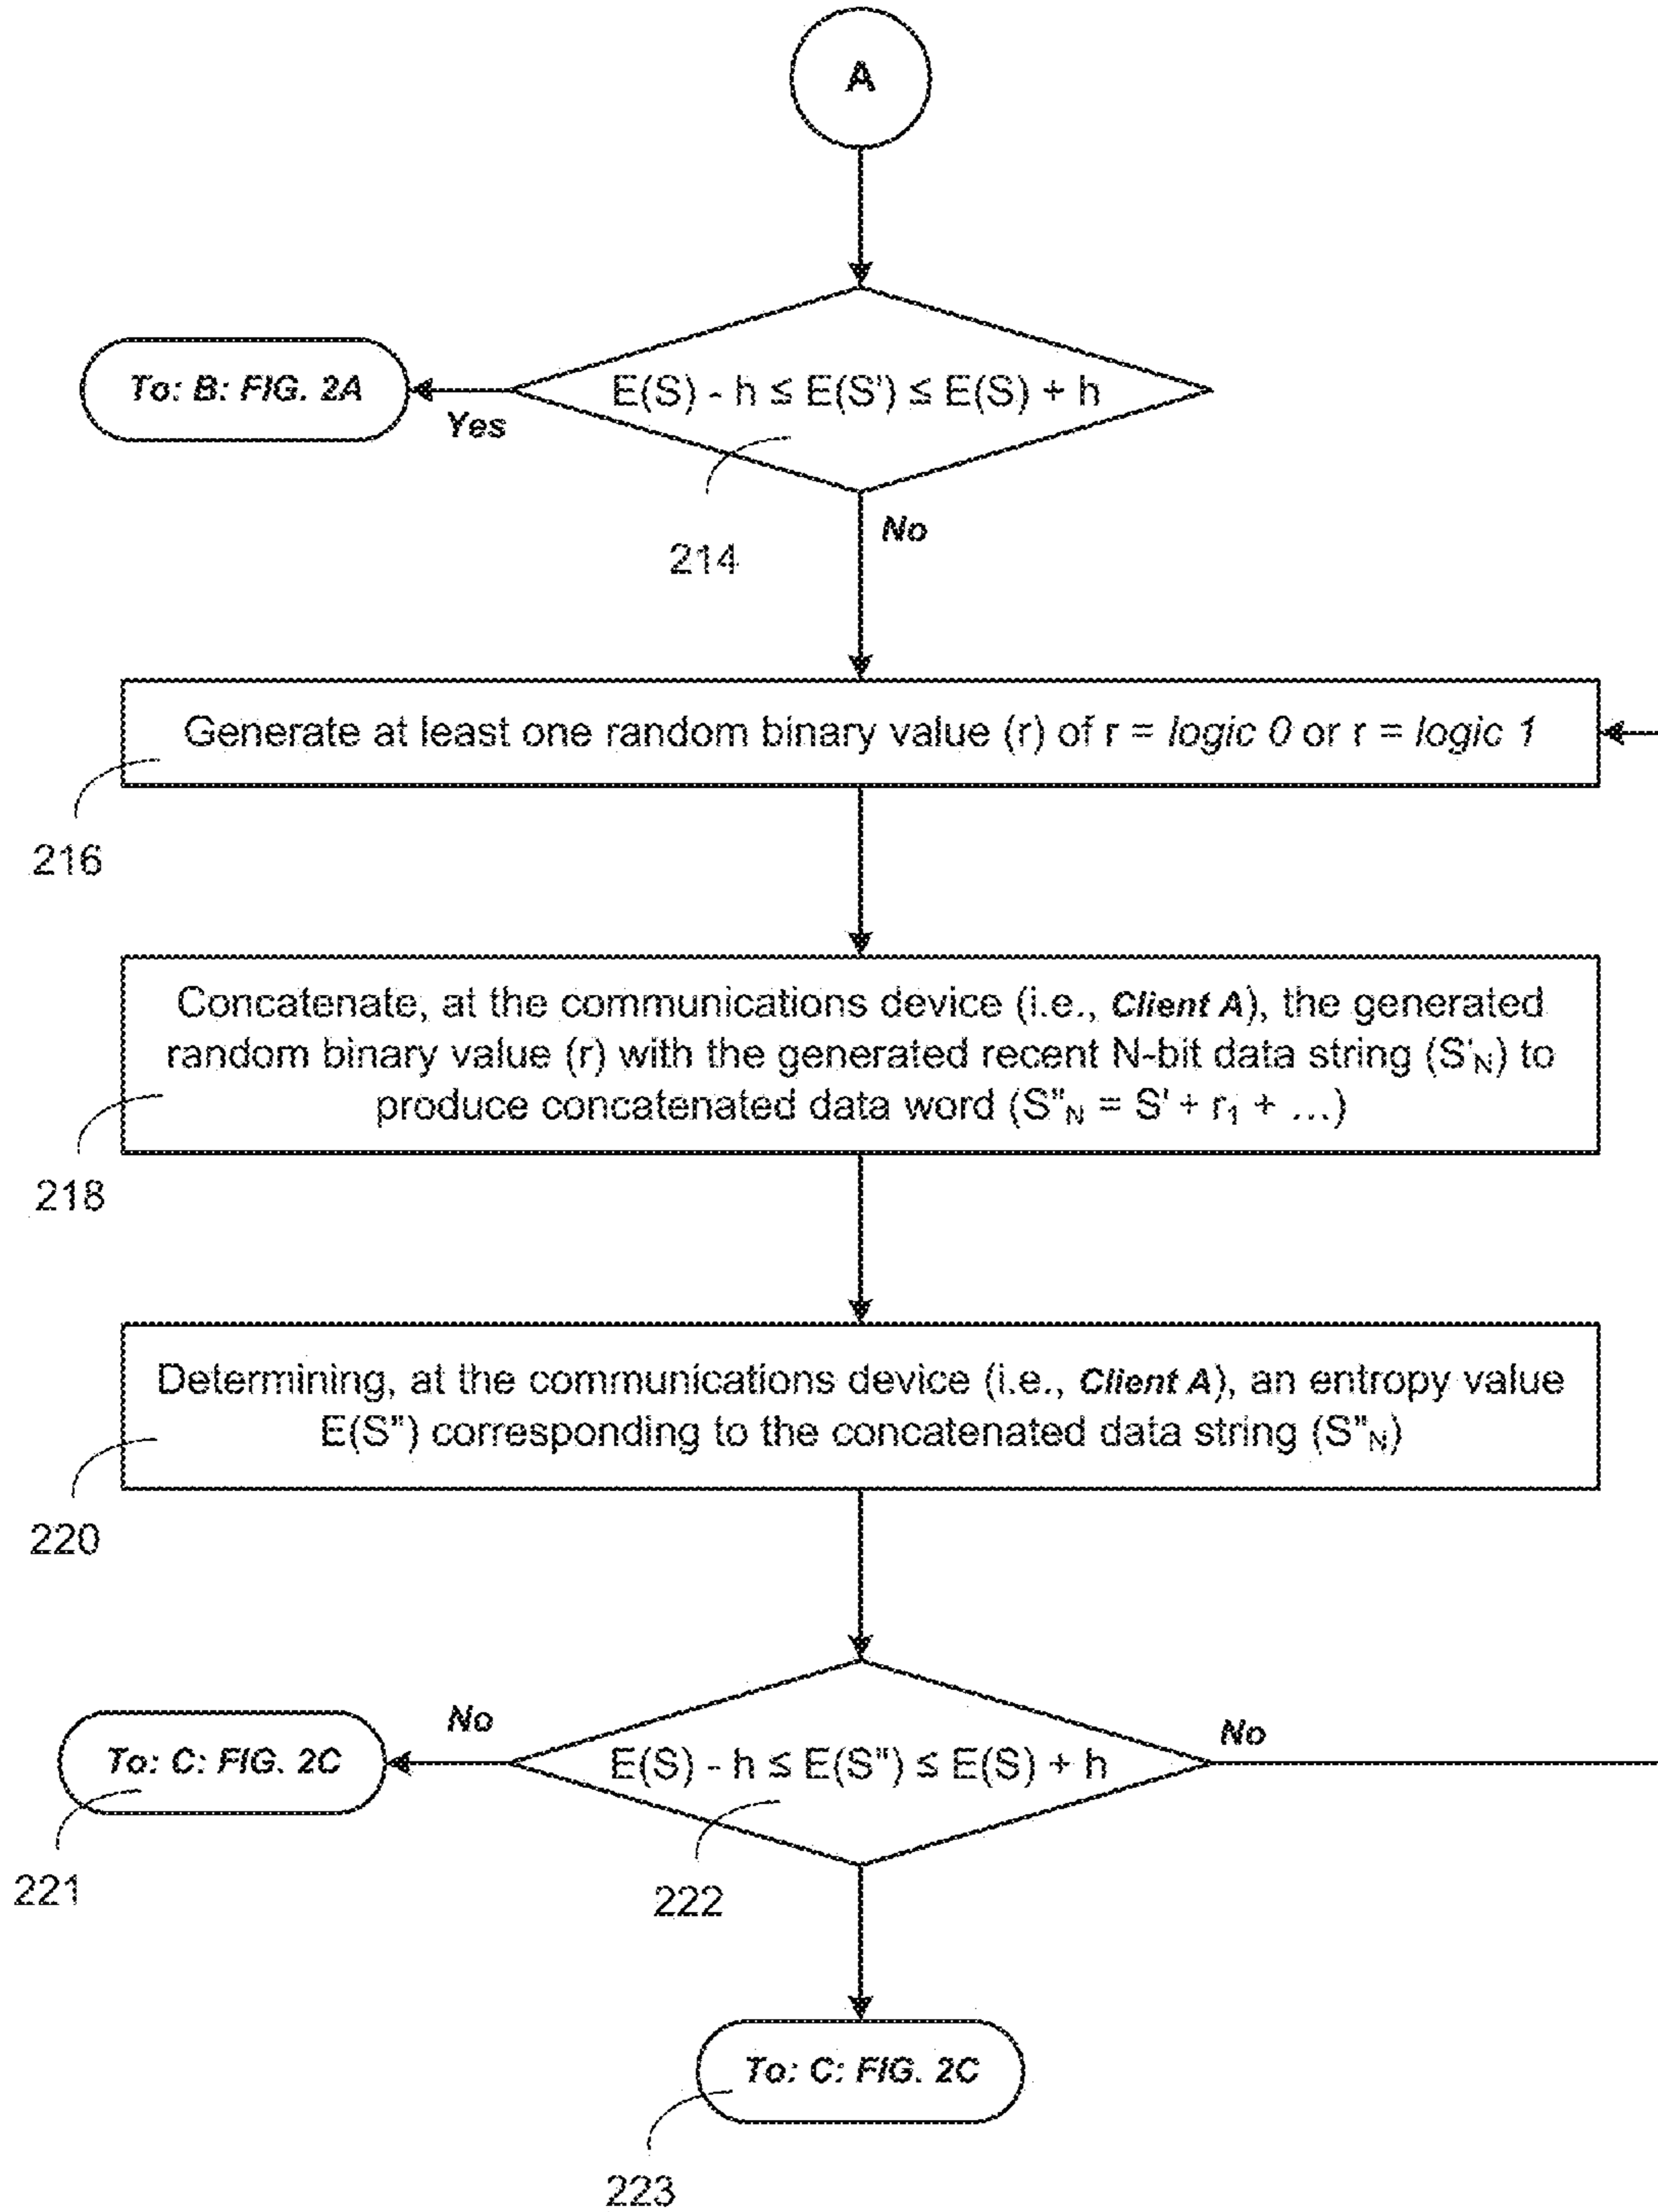 A
E(S) - h ≤ E(S') ≤ E(S) + h
To: B: FIG. 2A
Yes
No
214
Generate at least one random binary value (r) of r = logic 0 or r = logic 1
216
Concatenate, at the communications device (i.e., Client A), the generated
random binary value (r) with the generated recent N-bit data string (S'N) to
produce concatenated data word (S"N = S' + r1 + ...)
218
Determining, at the communications device (i.e., Client A), an entropy value
E(S") corresponding to the concatenated data string (S"N)
220
No
No
To: C: FIG. 2C
E(S) - h ≤ E(S") ≤ E(S) + h
221
222
To: C: FIG. 2C
223